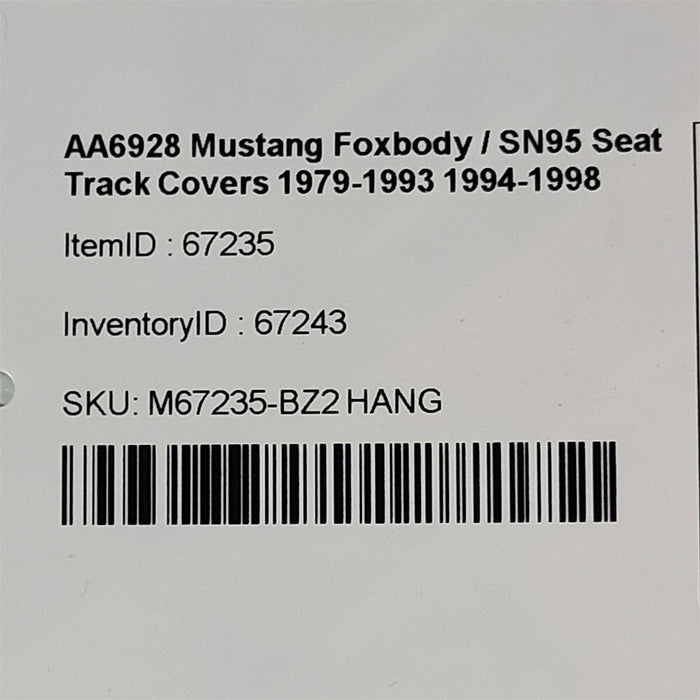 AA6928 Mustang Foxbody / SN95 Seat
Track Covers 1979-1993 1994-1998
ItemID : 67235
InventoryID : 67243
SKU: M67235-BZ2 HANG